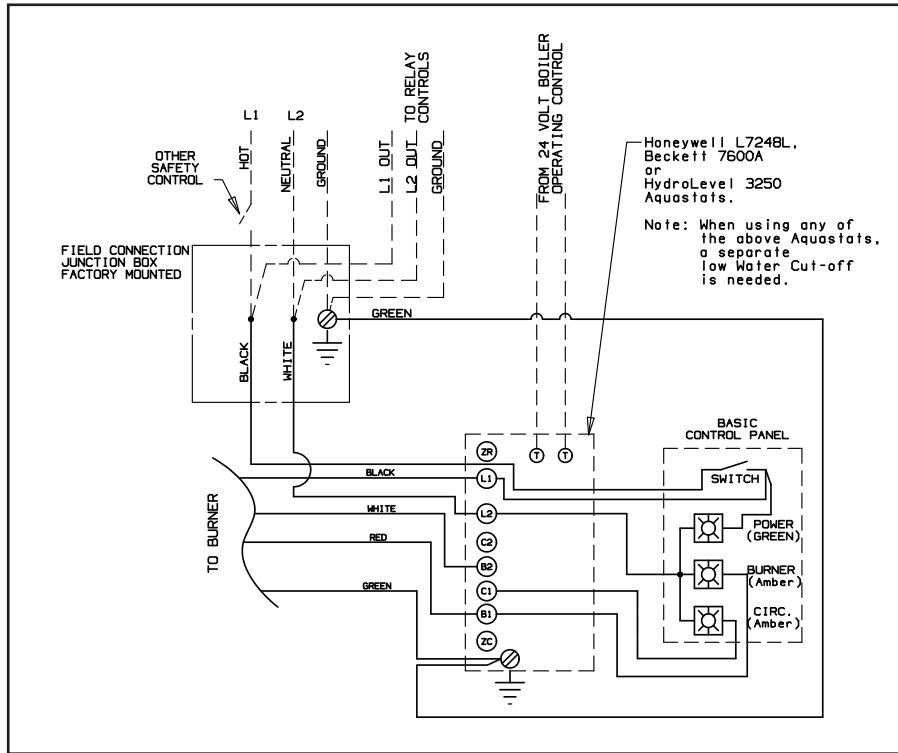 L1
L2
HOT
NEUTRAL
GROUND
L1 OUT
L2 OUT
TO RELAY
CONTROLS
GROUND
FROM 24 VOLT BOILER
OPERATING CONTROL
OTHER
SAFETY
CONTROL
Honeywell L7248L,
Beckett 7600A
or
HydroLevel 3250
Aquastats.
Note: When using any of
the above Aquastats,
a separate
low Water Cut-off
is needed.
FIELD CONNECTION
JUNCTION BOX
FACTORY MOUNTED
GREEN
BLACK
WHITE
BASIC
CONTROL PANEL
ZR
T
T
BLACK
L1
SWITCH
WHITE
L2
POWER
(GREEN)
RED
C2
B2
BURNER
(Amber)
GREEN
C1
B1
CIRC.
(Amber)
ZC
TO BURNER